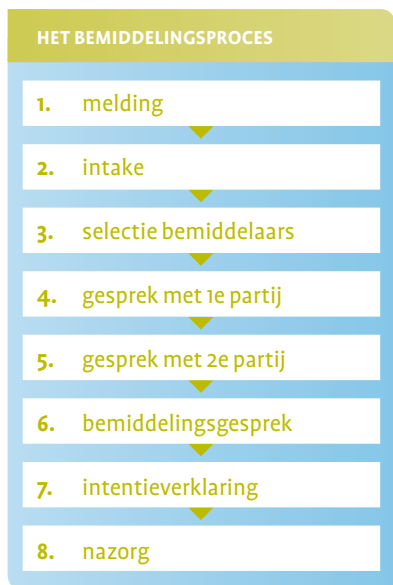 HET BEMIDDELINGSPROCES
1. melding
2. intake
3. selectie bemiddelaars
4. gesprek met 1e partij
5. gesprek met 2e partij
6. bemiddelingsgesprek
7. intentieverklaring
8. nazorg